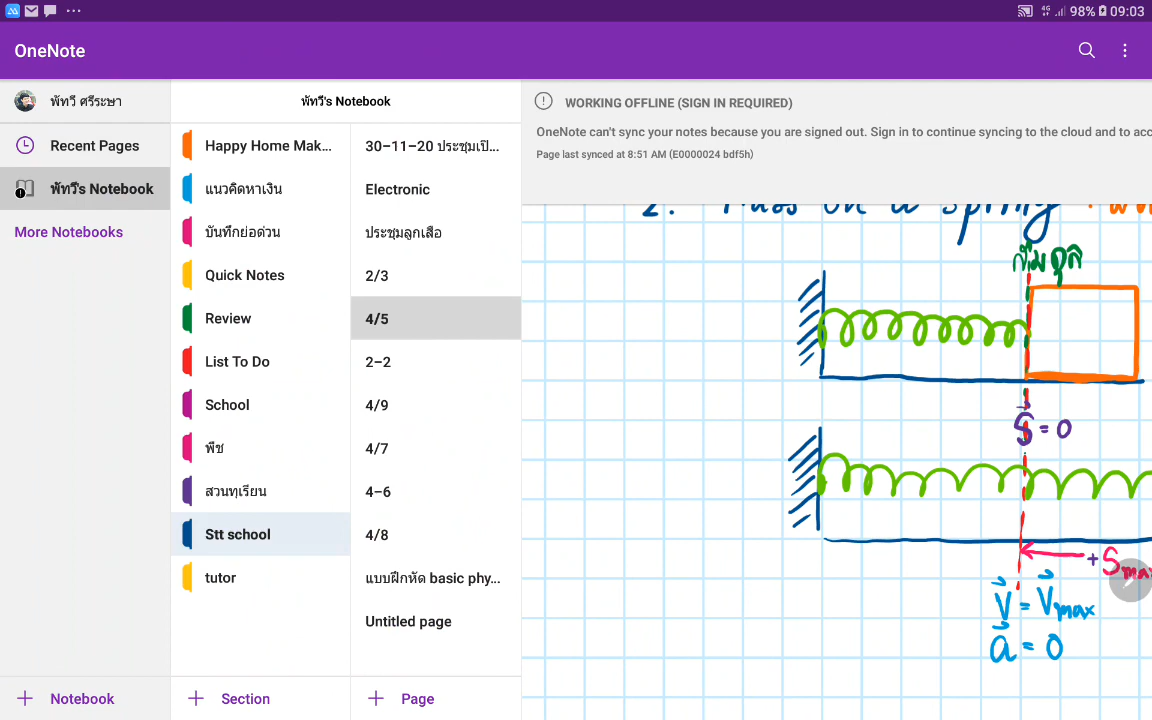 98% 09:03
OneNote
พัทวี ศรีระษา
Recent Pages
พัทวี's Notebook
More Notebooks
Notebook
พัทวี's Notebook
Happy Home Mak...
แนวคิดหาเงิน
บันทึกย่อด่วน
Quick Notes
Review
List To Do
School
พืช
สวนทุเรียน
Stt school
tutor
Section
30-11-20 ประชุมเปิ...
Electronic
ประชุมลูกเสือ
2/3
4/5
2-2
4/9
4/7
4-6
4/8
แบบฝึกหัด basic phy...
Untitled page
Page
WORKING OFFLINE (SIGN IN REQUIRED)
OneNote can't sync your notes because you are signed out. Sign in to continue syncing to the cloud and to acc
Page last synced at 8:51 AM (E0000024 bdf5h)
2. Mass on a spring
S = 0
+ Smax
V = Vmax
a = 0